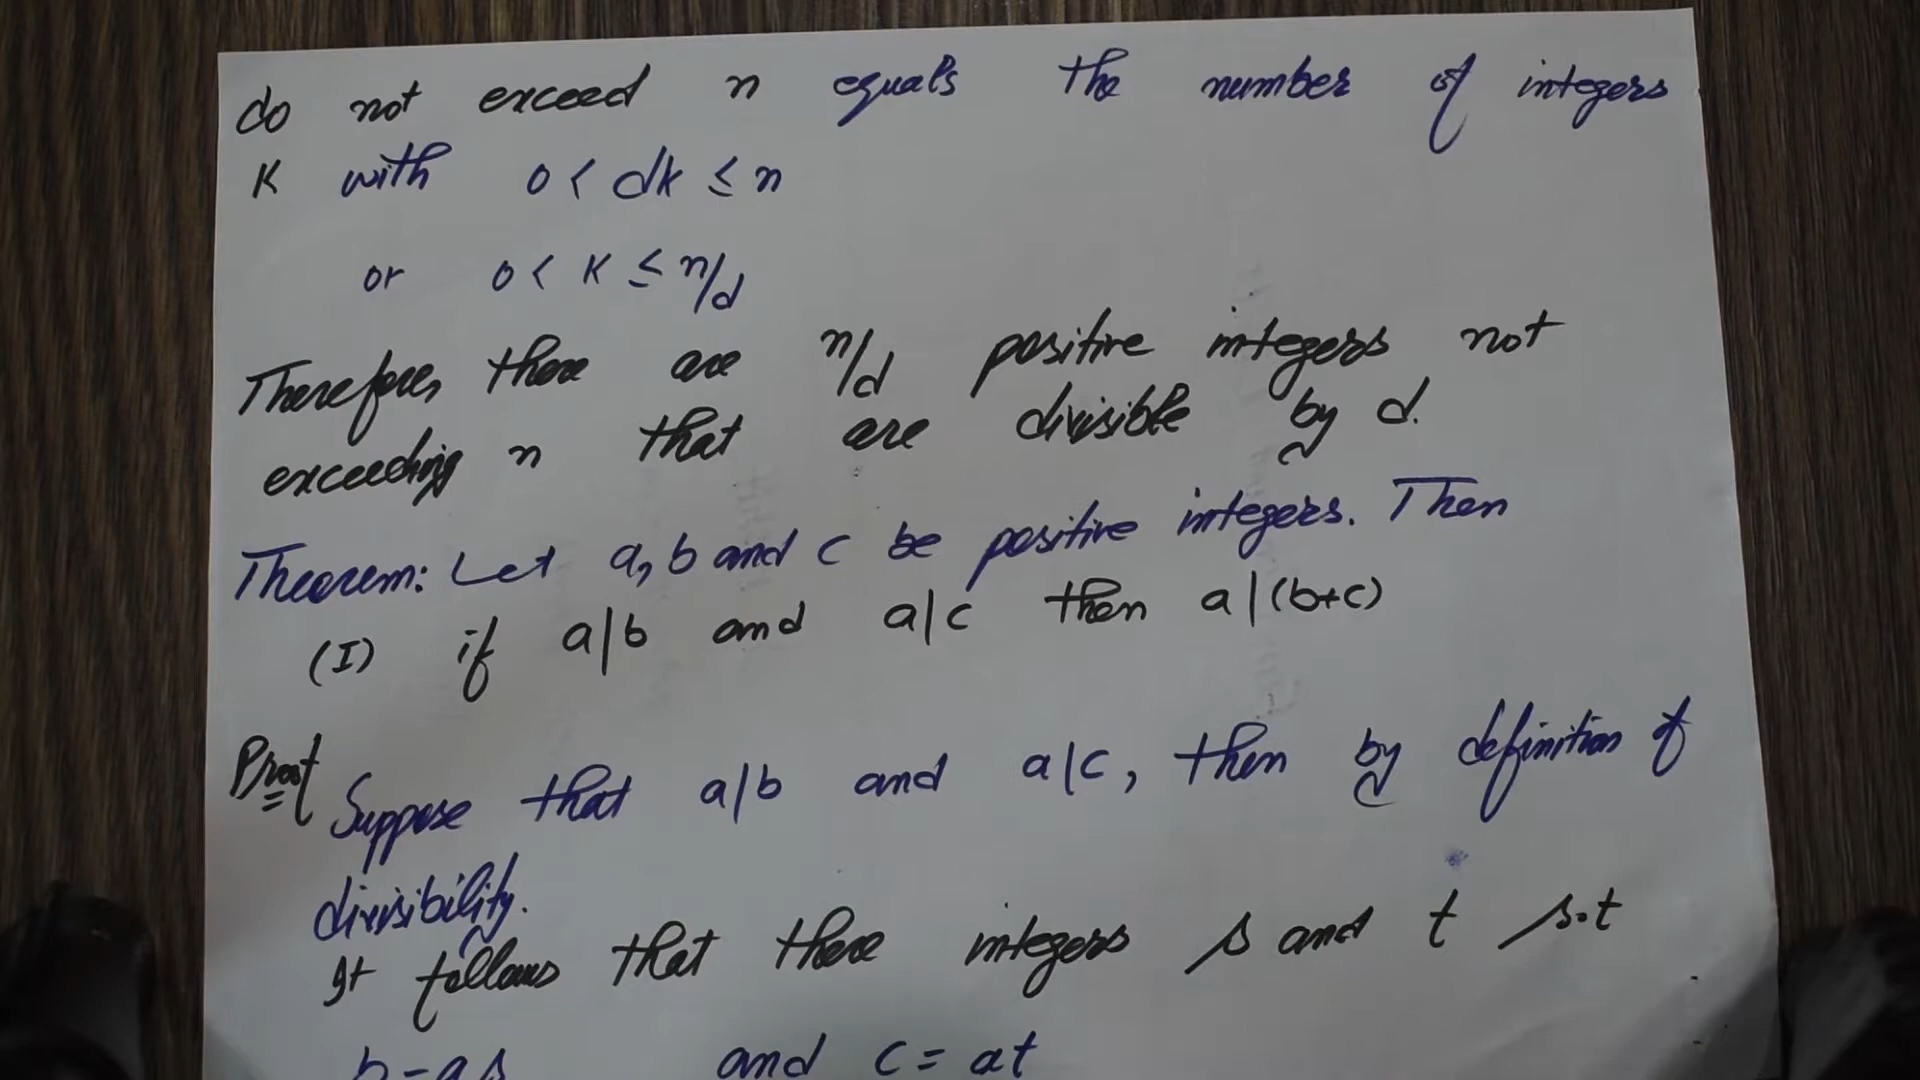 do not exceed n equals the number of integers
K with 0 < dk ≤ n
or 0 < K ≤ n/d
Therefore, there are n/d positive integers not
exceeding n that are divisible by d.
Theorem: Let a, b and c be positive integers. Then
(I) if a|b and a|c then a|(b+c)
Proof
Suppose that a|b and a|c, then by definition of
divisibility.
It follows that there integers s and t s.t
b = as and c = at